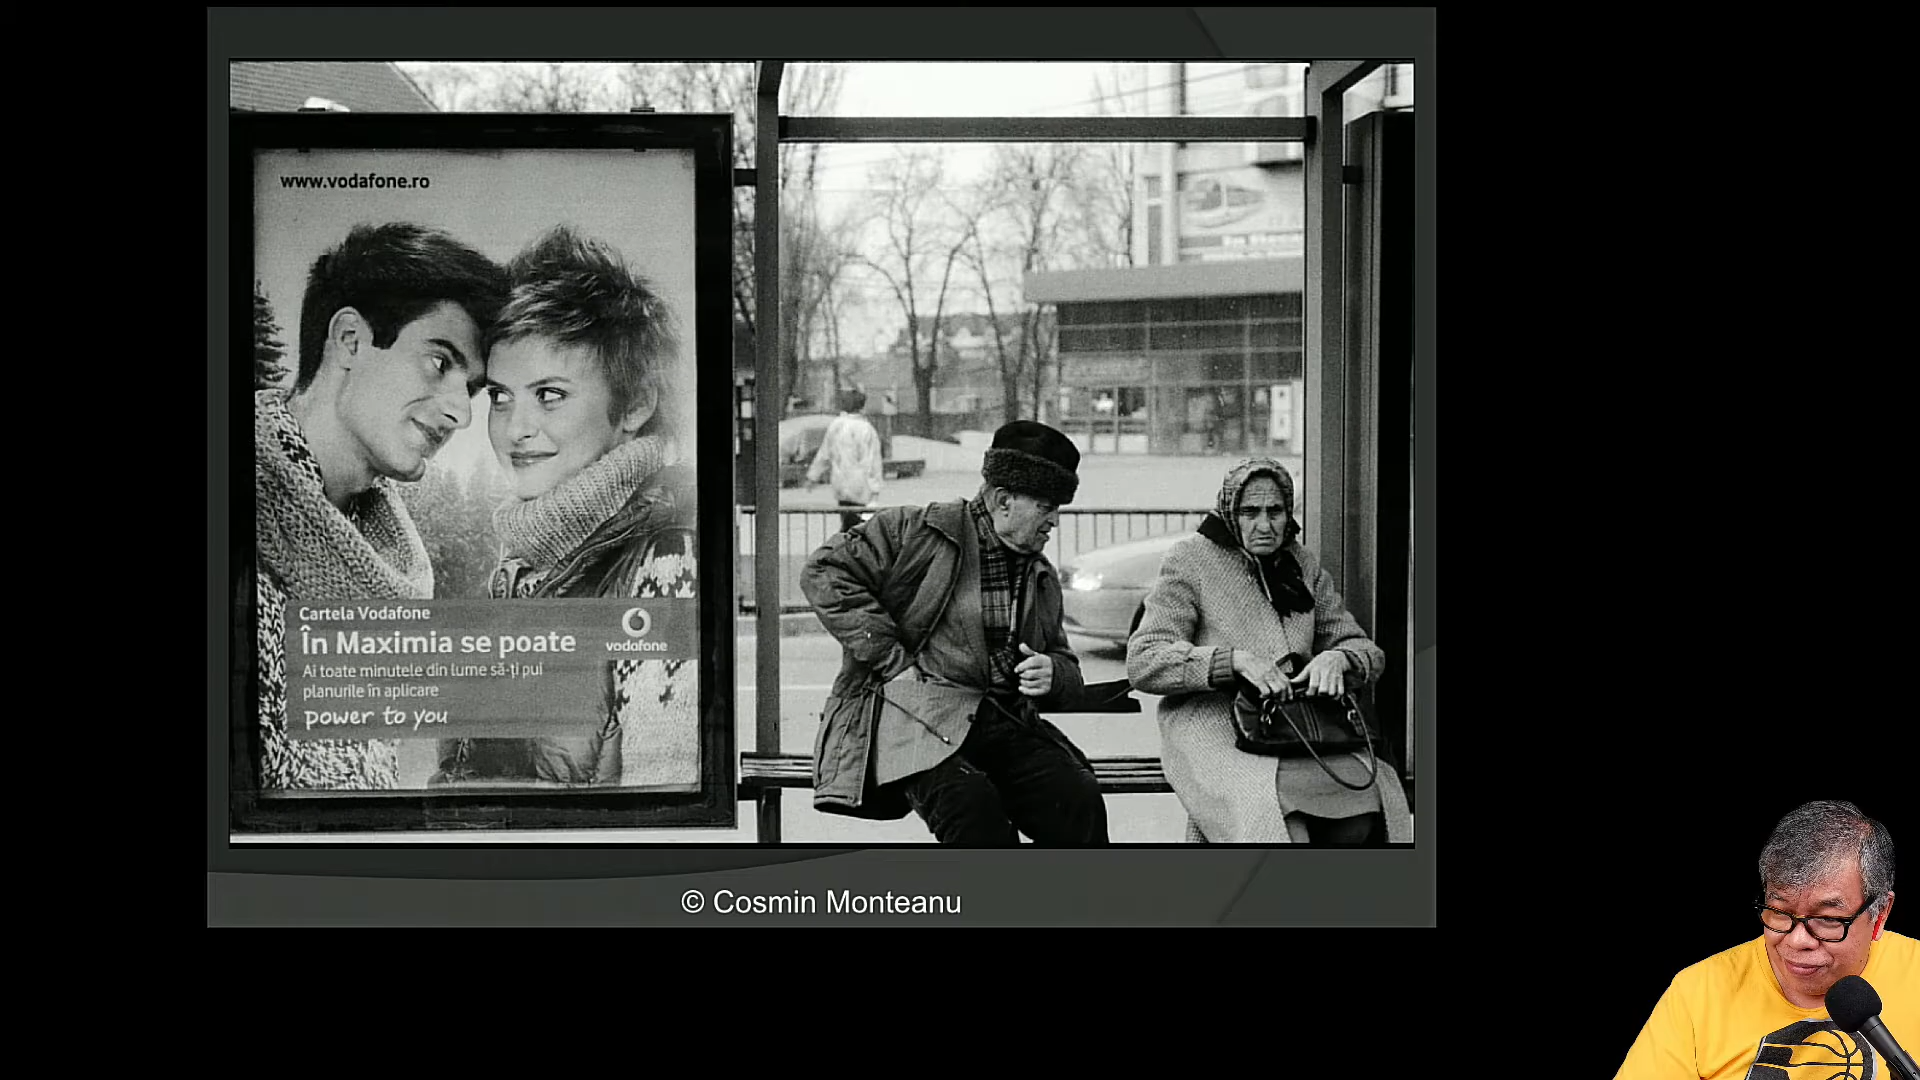 www.vodafone.ro
Cartela Vodafone
În Maximia se poate
vodafone
Ai toate minutele din lume să-ți pui
planurile în aplicare
power to you
© Cosmin Monteanu